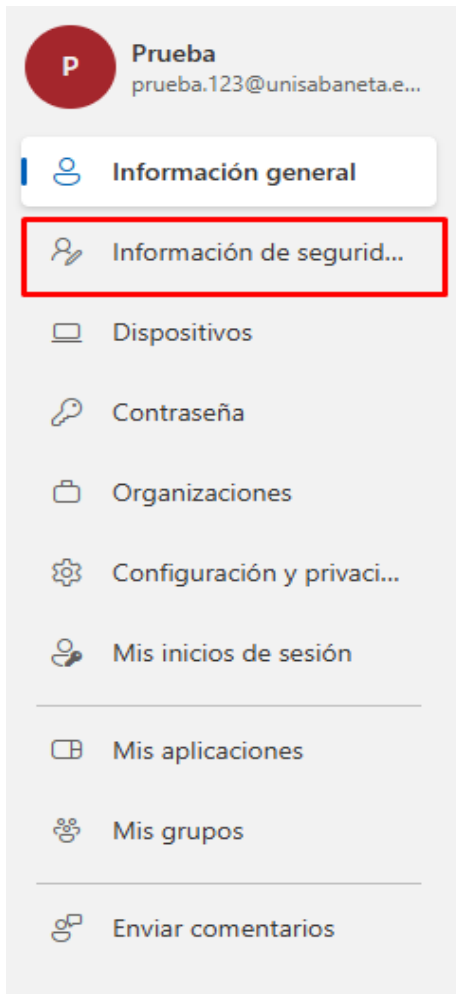 P
Prueba
prueba.123@unisabaneta.e...
Información general
Información de segurid...
Dispositivos
Contraseña
Organizaciones
Configuración y privaci...
Mis inicios de sesión
Mis aplicaciones
Mis grupos
Enviar comentarios